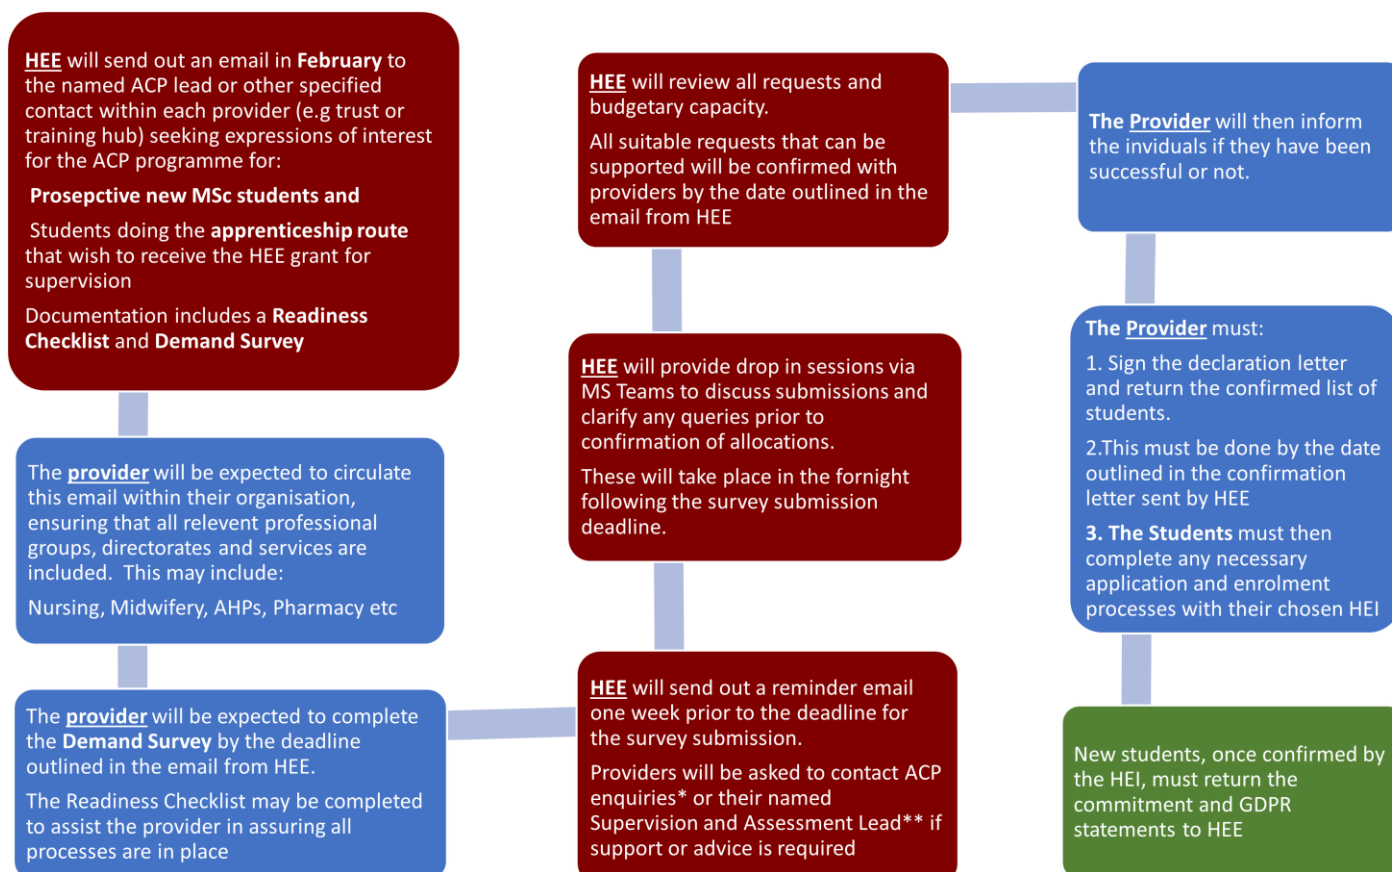 HEE will send out an email in February to
the named ACP lead or other specified
contact within each provider (e.g trust or
training hub) seeking expressions of interest
for the ACP programme for:
Prosepctive new MSc students and
Students doing the apprenticeship route
that wish to receive the HEE grant for
supervision
Documentation includes a Readiness
Checklist and Demand Survey
The provider will be expected to circulate
this email within their organisation,
ensuring that all relevent professional
groups, directorates and services are
included. This may include:
Nursing, Midwifery, AHPs, Pharmacy etc
The provider will be expected to complete
the Demand Survey by the deadline
outlined in the email from HEE.
The Readiness Checklist may be completed
to assist the provider in assuring all
processes are in place
HEE will send out a reminder email
one week prior to the deadline for
the survey submission.
Providers will be asked to contact ACP
enquiries* or their named
Supervision and Assessment Lead** if
support or advice is required
HEE will provide drop in sessions via
MS Teams to discuss submissions and
clarify any queries prior to
confirmation of allocations.
These will take place in the fornight
following the survey submission
deadline.
HEE will review all requests and
budgetary capacity.
All suitable requests that can be
supported will be confirmed with
providers by the date outlined in the
email from HEE
The Provider will then inform
the inviduals if they have been
successful or not.
The Provider must:
1. Sign the declaration letter
and return the confirmed list of
students.
2.This must be done by the date
outlined in the confirmation
letter sent by HEE
3. The Students must then
complete any necessary
application and enrolment
processes with their chosen HEI
New students, once confirmed by
the HEI, must return the
commitment and GDPR
statements to HEE